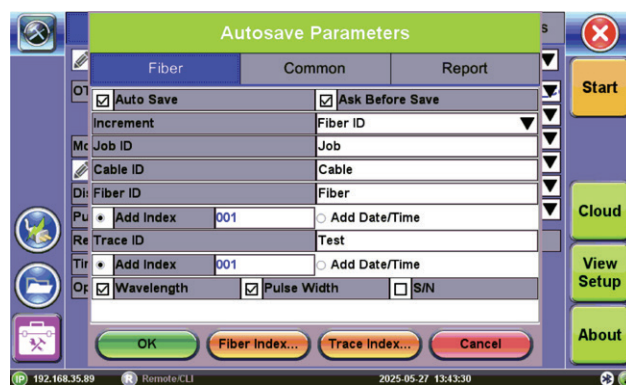 Autosave Parameters
s
Fiber Common Report
OT
Auto Save Ask Before Save
Start
Increment Fiber ID
Job ID Job
Cable ID Cable
Fiber ID Fiber
Add Index 001 Add Date/Time
Cloud
Trace ID Test
Add Index 001 Add Date/Time
Wavelength Pulse Width S/N
View
Setup
OK Fiber Index... Trace Index... Cancel
About
IP 192.168.35.89 R Remote/CLI 2025-05-27 13:43:30